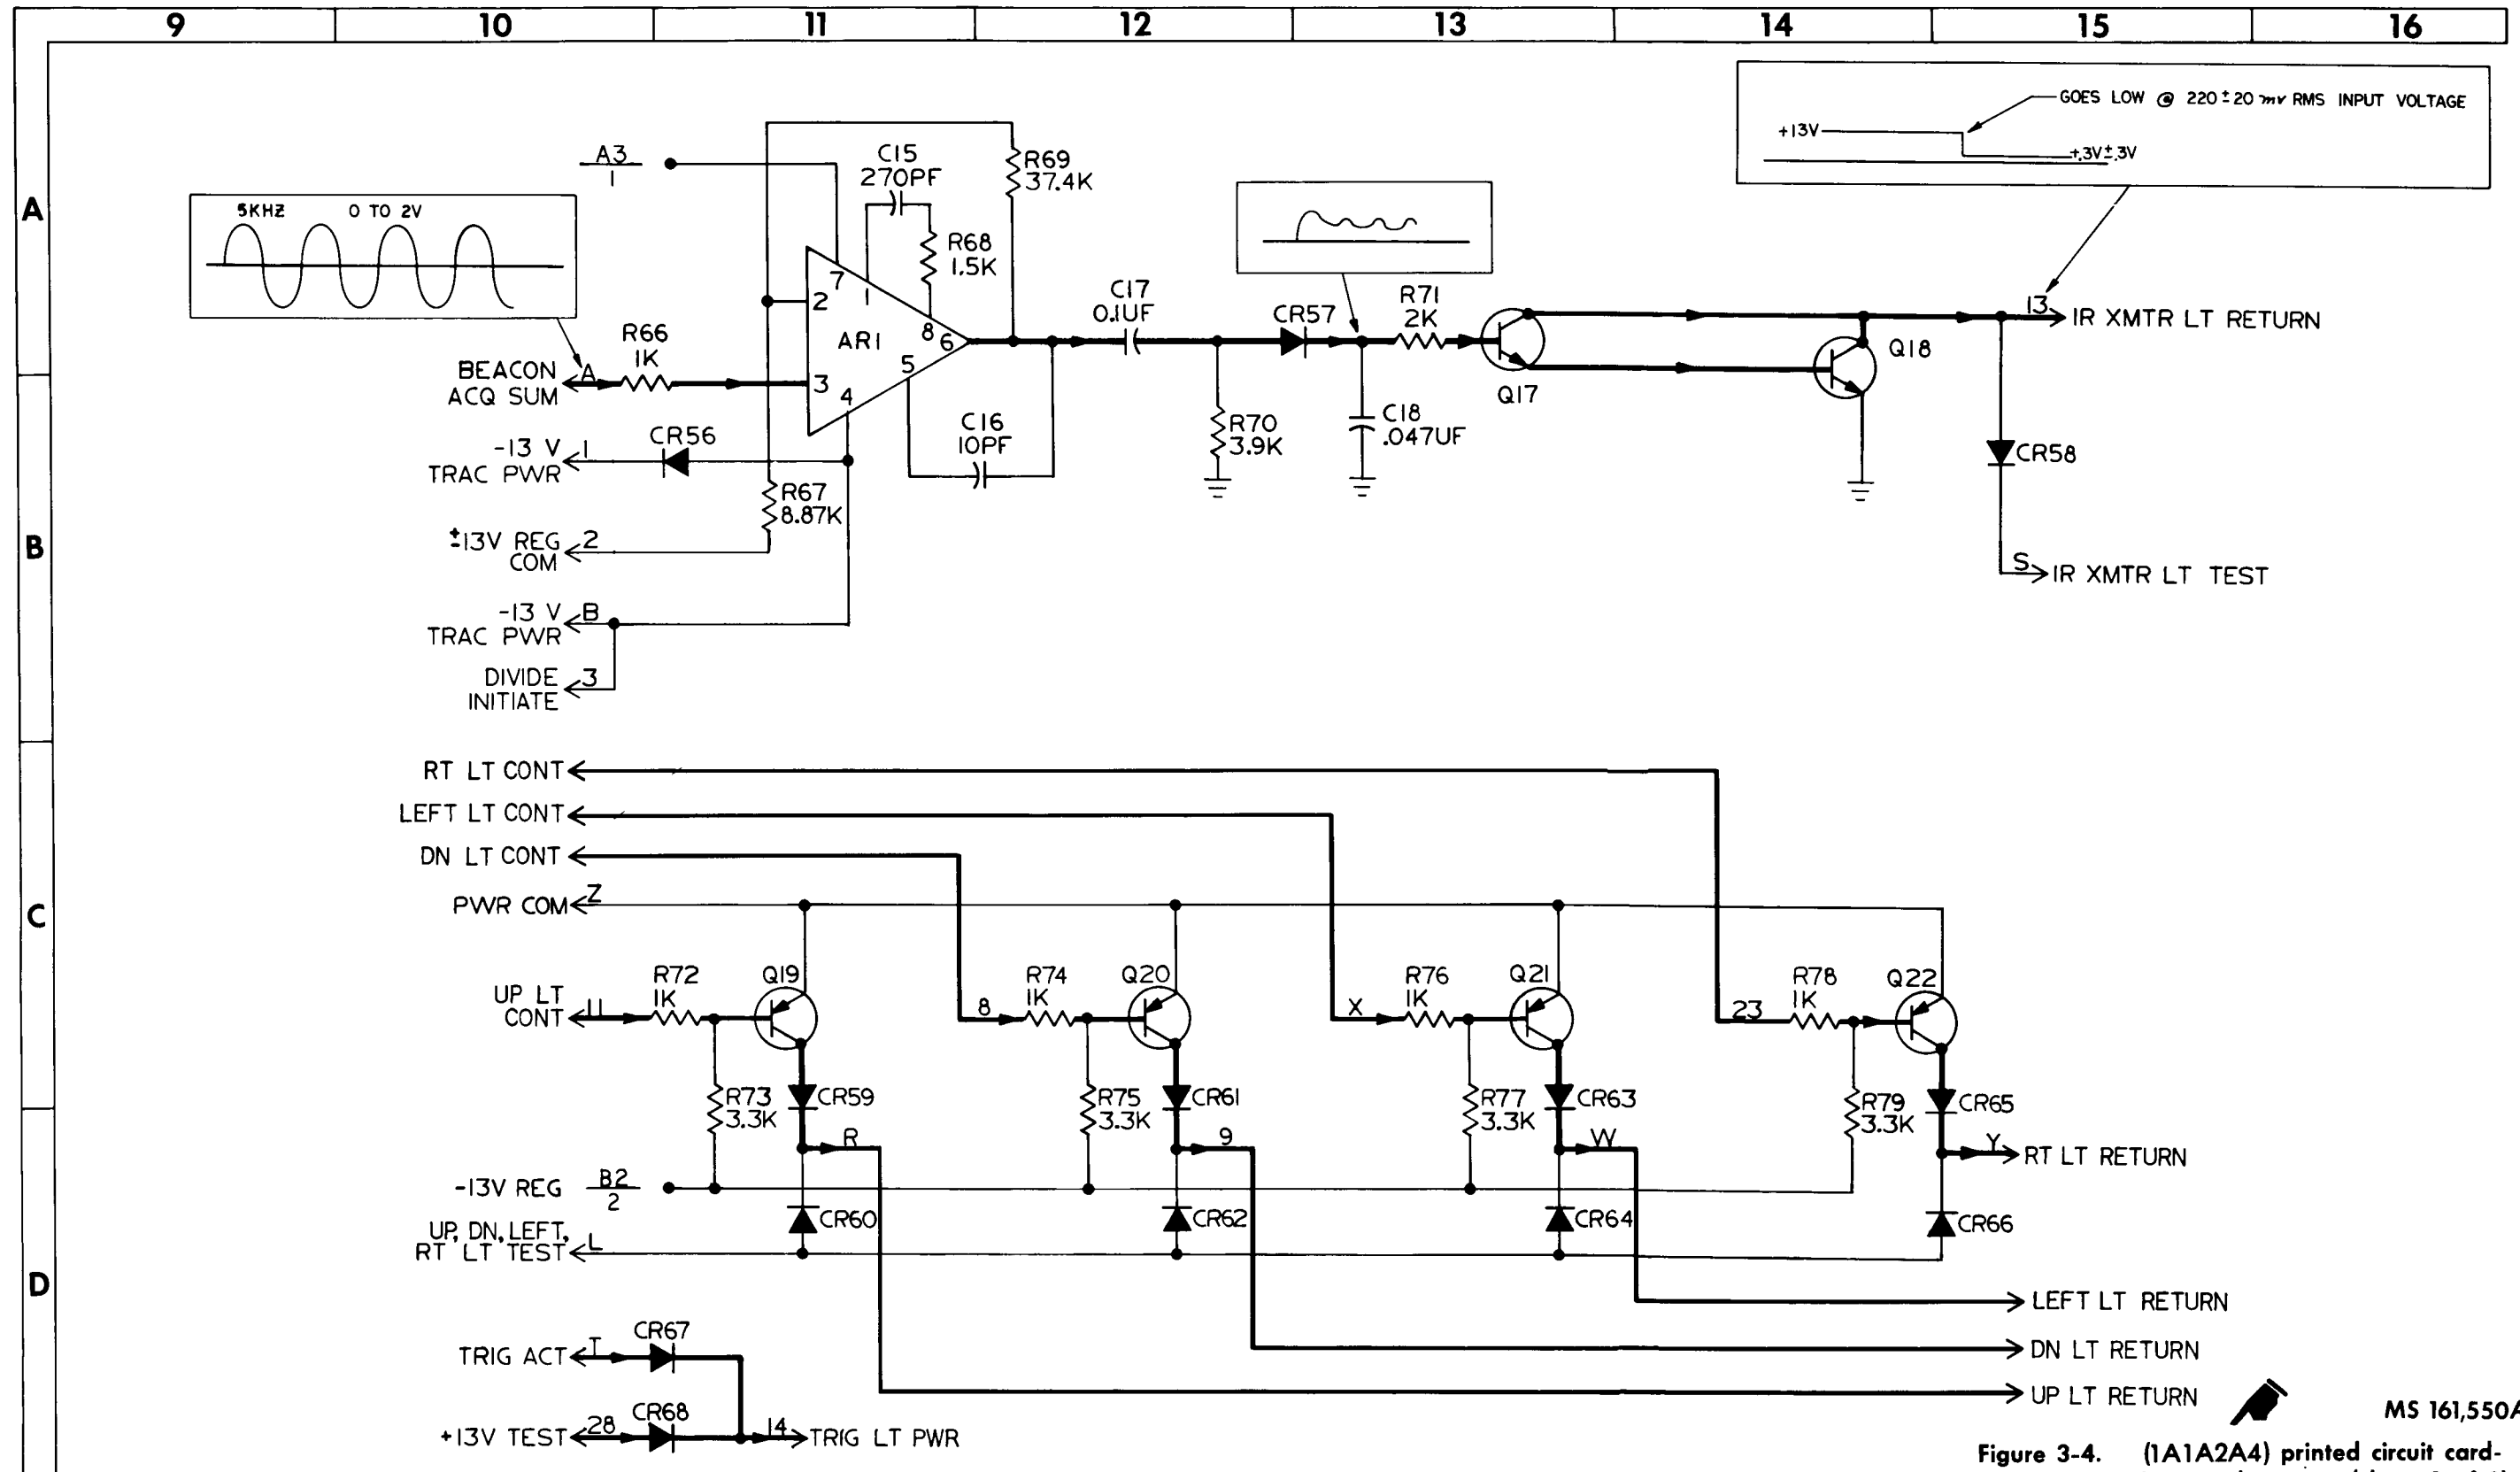 9 10 11 12 13 14 15 16
A
B
C
D
GOES LOW @ 220±20 mv RMS INPUT VOLTAGE
+13V
+.3V±.3V
5KHZ 0 TO 2V
A3
1
C15
270PF
R68
1.5K
R69
37.4K
7
1
2
8
6
AR1
5
3
4
R66
1K
BEACON
ACQ SUM
A
C17
0.1UF
CR57
R71
2K
Q17
Q18
13
IR XMTR LT RETURN
-13 V
TRAC PWR
1
CR56
C16
10PF
R70
3.9K
C18
.047UF
CR58
R67
8.87K
±13V REG
COM
2
S
IR XMTR LT TEST
-13 V
TRAC PWR
B
DIVIDE
INITIATE
3
RT LT CONT
LEFT LT CONT
DN LT CONT
PWR COM
Z
UP LT
CONT
R72
1K
Q19
8
R74
1K
Q20
X
R76
1K
Q21
23
R78
1K
Q22
R73
3.3K
CR59
R75
3.3K
CR61
R77
3.3K
CR63
R79
3.3K
CR65
R
9
W
Y
RT LT RETURN
-13V REG
B2
2
CR60
CR62
CR64
CR66
UP, DN, LEFT,
RT LT TEST
L
LEFT LT RETURN
DN LT RETURN
UP LT RETURN
TRIG ACT
T
CR67
+13V TEST
28
CR68
14
TRIG LT PWR
MS 161,550A
Figure 3-4. (1A1A2A4) printed circuit card-